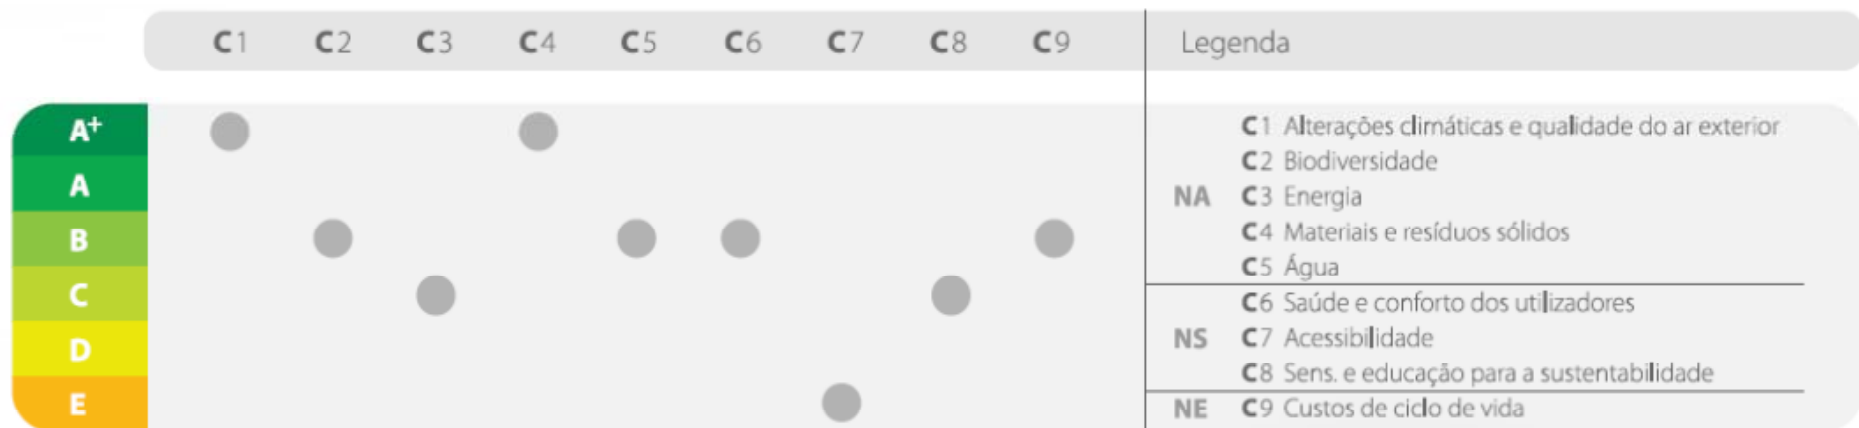 C1 C2 C3 C4 C5 C6 C7 C8 C9 Legenda
A+
A
B
C
D
E
C1 Alterações climáticas e qualidade do ar exterior
C2 Biodiversidade
NA C3 Energia
C4 Materiais e resíduos sólidos
C5 Água
C6 Saúde e conforto dos utilizadores
NS C7 Acessibilidade
C8 Sens. e educação para a sustentabilidade
NE C9 Custos de ciclo de vida